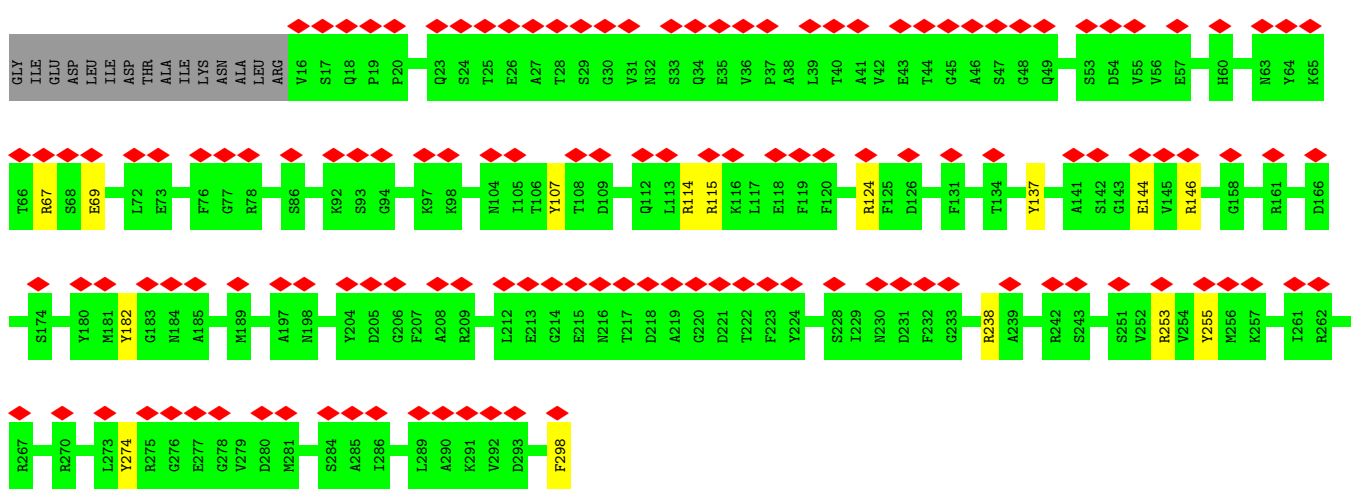 GLY ILE GLU ASP LEU ILE ASP THR ALA ILE LYS ASN ALA LEU ARG V16 S17 Q18 P19 P20 Q23 S24 T25 E26 A27 T28 S29 G30 V31 N32 S33 Q34 E35 V36 P37 A38 L39 T40 A41 V42 E43 T44 G45 A46 S47 G48 Q49 S53 D54 V55 V56 E57 H60 N63 Y64 K65
T66 R67 S68 E69 L72 E73 F76 G77 R78 S86 K92 S93 G94 K97 K98 N104 I105 T106 Y107 T108 D109 Q112 L113 R114 R115 K116 L117 E118 F119 F120 R124 F125 D126 F131 T134 Y137 A141 S142 G143 E144 V145 R146 G158 R161 D166
S174 Y180 M181 Y182 G183 N184 A185 M189 A197 N198 Y204 D205 G206 F207 A208 R209 L212 E213 G214 E215 N216 T217 D218 A219 G220 D221 T222 F223 Y224 S228 I229 N230 D231 F232 G233 R238 A239 R242 S243 S251 V252 R253 V254 Y255 M256 K257 I261 R262
R267 R270 L273 Y274 R275 G276 E277 G278 V279 D280 M281 S284 A285 I286 L289 A290 K291 V292 D293 F298